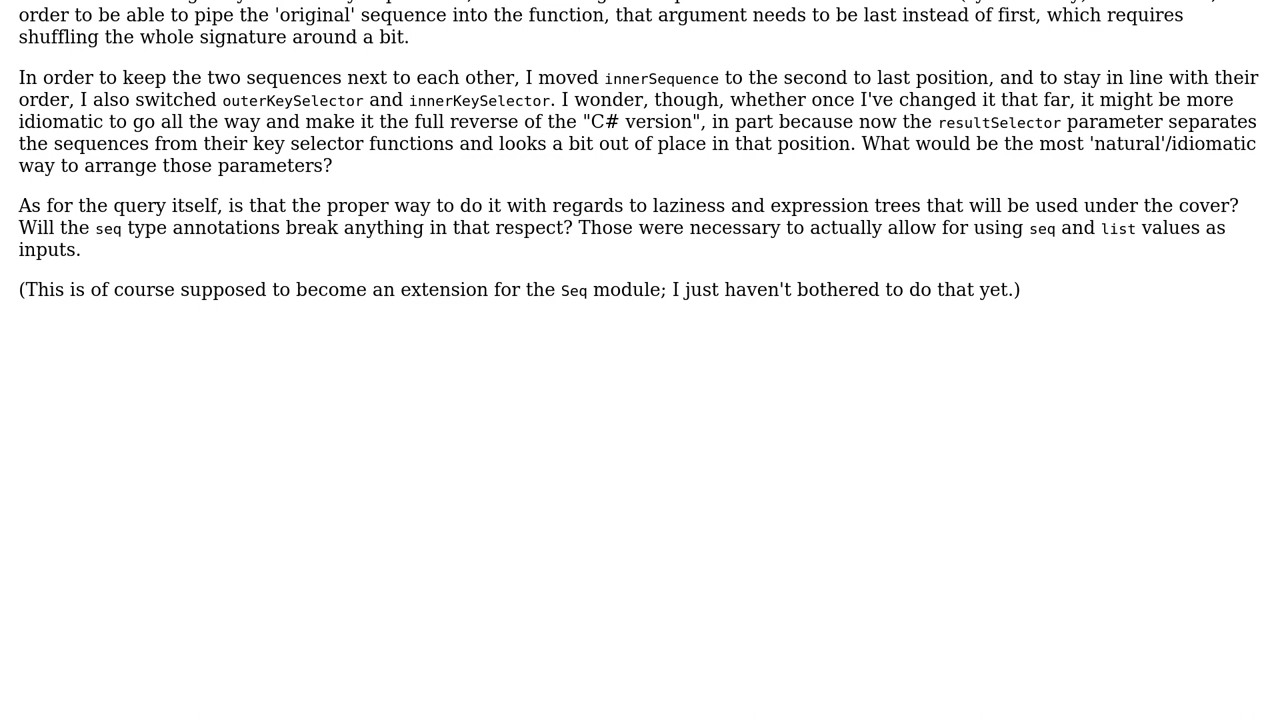 order to be able to pipe the 'original' sequence into the function, that argument needs to be last instead of first, which requires
shuffling the whole signature around a bit.
In order to keep the two sequences next to each other, I moved innerSequence to the second to last position, and to stay in line with their
order, I also switched outerKeySelector and innerKeySelector. I wonder, though, whether once I've changed it that far, it might be more
idiomatic to go all the way and make it the full reverse of the "C# version", in part because now the resultSelector parameter separates
the sequences from their key selector functions and looks a bit out of place in that position. What would be the most 'natural'/idiomatic
way to arrange those parameters?
As for the query itself, is that the proper way to do it with regards to laziness and expression trees that will be used under the cover?
Will the seq type annotations break anything in that respect? Those were necessary to actually allow for using seq and list values as
inputs.
(This is of course supposed to become an extension for the Seq module; I just haven't bothered to do that yet.)